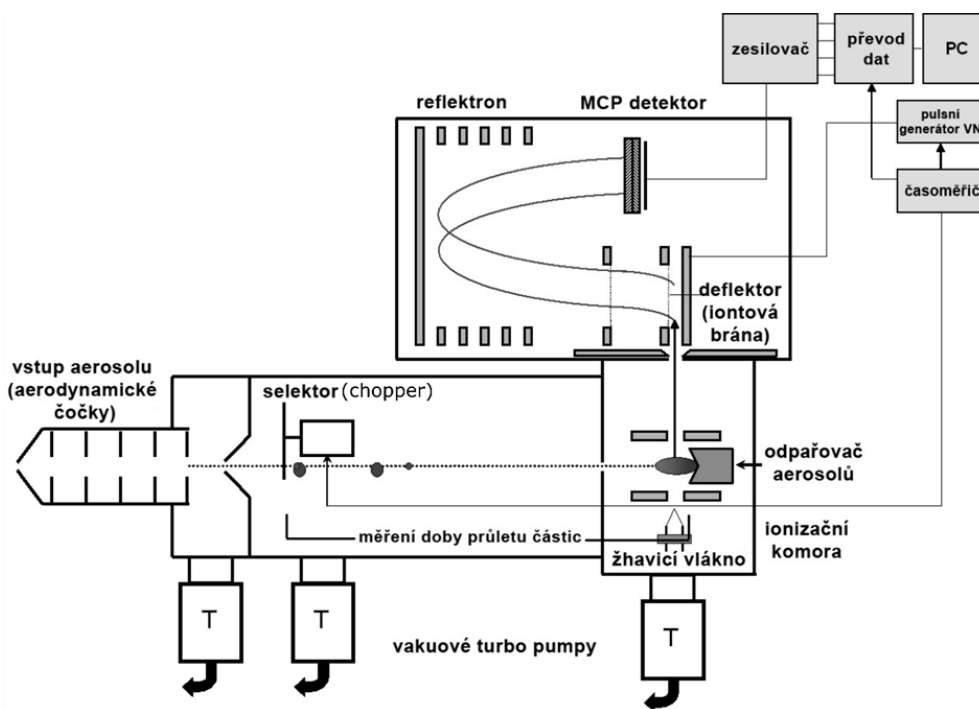 zesilovač
převod
dat
PC
reflektron
MCP detektor
pulsní
generátor VN
časoměřič
deflektor
(iontová
brána)
vstup aerosolu
(aerodynamické
čočky)
selektor (chopper)
odpařovač
aerosolů
měření doby průletu částic
ionizační
komora
žhavicí vlákno
T
T
T
vakuové turbo pumpy